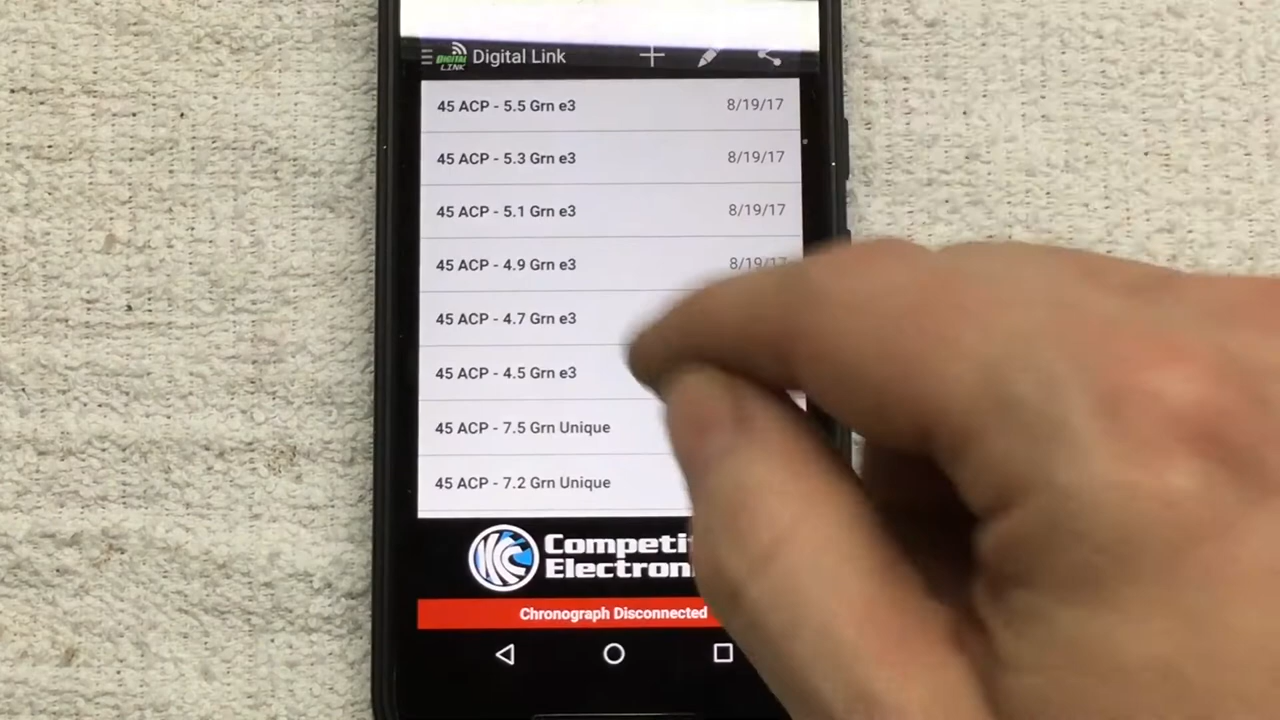 DIGITAL LINK Digital Link
45 ACP - 5.5 Grn e3 8/19/17
45 ACP - 5.3 Grn e3 8/19/17
45 ACP - 5.1 Grn e3 8/19/17
45 ACP - 4.9 Grn e3 8/19/17
45 ACP - 4.7 Grn e3
45 ACP - 4.5 Grn e3
45 ACP - 7.5 Grn Unique
45 ACP - 7.2 Grn Unique
Competi
Electron
Chronograph Disconnected